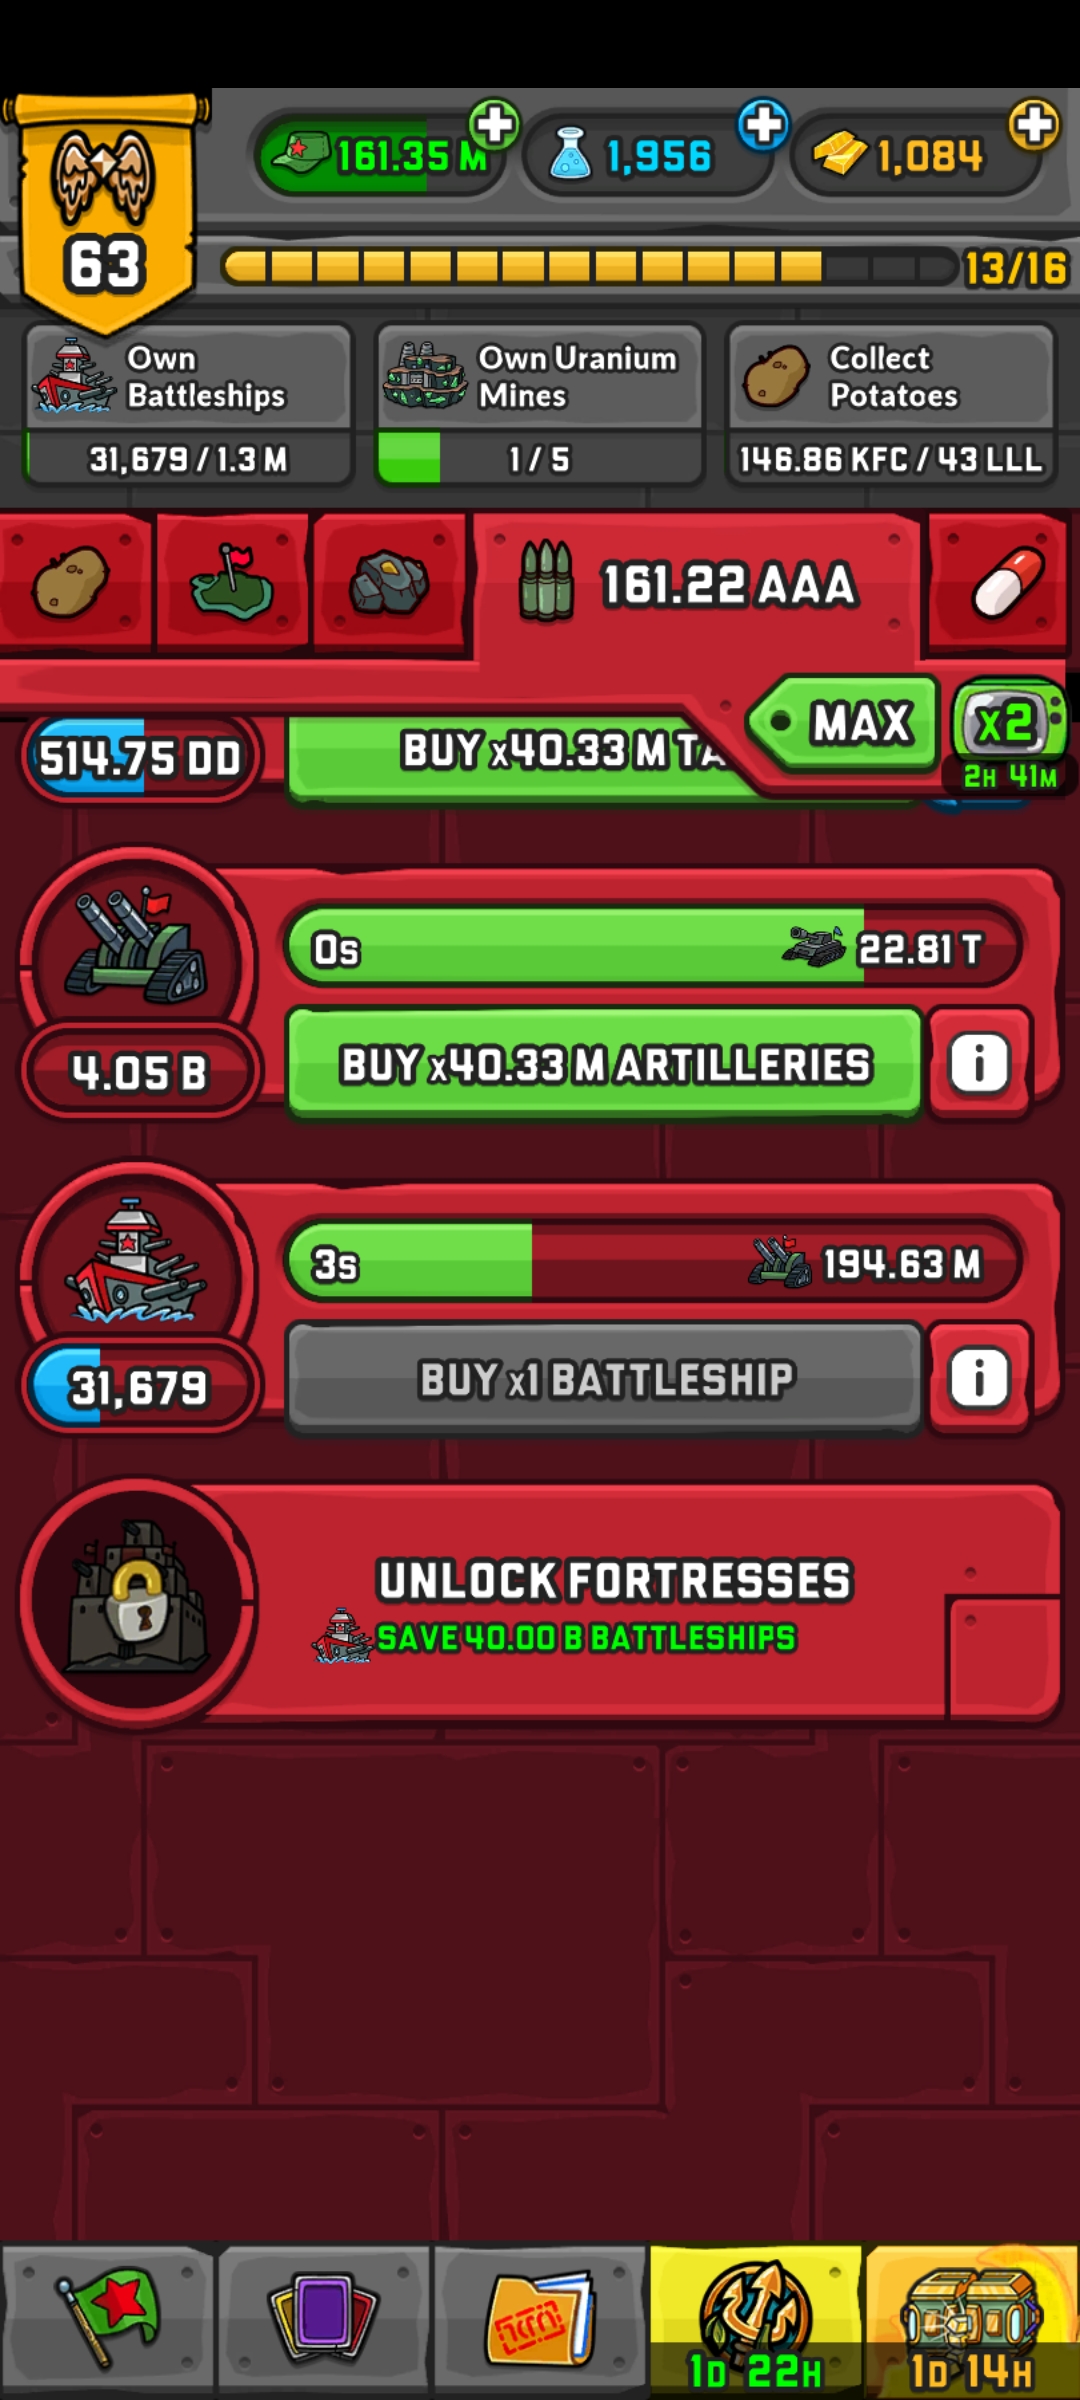 63
161.35 M
1,956
1,084
13/16
Own
Battleships
31,679 / 1.3 M
Own Uranium
Mines
1 / 5
Collect
Potatoes
146.86 KFC / 43 LLL
161.22 AAA
MAX
x2
2H 41M
514.75 DD
BUY x40.33 M TA
0s
22.81 T
4.05 B
BUY x40.33 M ARTILLERIES
i
3s
194.63 M
31,679
BUY x1 BATTLESHIP
i
UNLOCK FORTRESSES
SAVE 40.00 B BATTLESHIPS
1D 22H
1D 14H